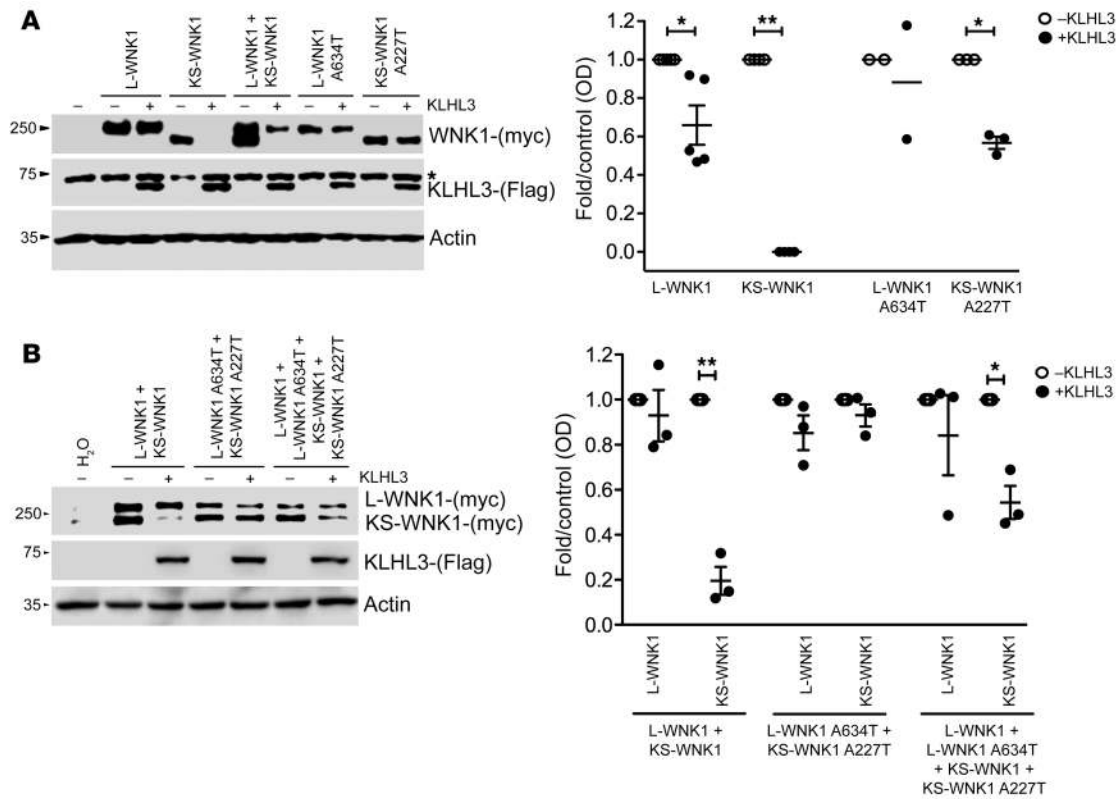 A
L-WNK1
KS-WNK1
L-WNK1 +
KS-WNK1
L-WNK1
A634T
KS-WNK1
A227T
– – + – + – + – + – + KLHL3
250
WNK1-(myc)
75
*
KLHL3-(Flag)
35
Actin
Fold/control (OD)
1.2
1.0
0.8
0.6
0.4
0.2
0.0
* ** *
–KLHL3
+KLHL3
L-WNK1
KS-WNK1
L-WNK1
A634T
KS-WNK1
A227T
B
H2O
L-WNK1 +
KS-WNK1
L-WNK1 A634T +
KS-WNK1 A227T
L-WNK1 +
L-WNK1 A634T +
KS-WNK1 +
KS-WNK1 A227T
– – + – + – + KLHL3
L-WNK1-(myc)
250
KS-WNK1-(myc)
75
KLHL3-(Flag)
35
Actin
Fold/control (OD)
1.2
1.0
0.8
0.6
0.4
0.2
0.0
** *
–KLHL3
+KLHL3
L-WNK1
KS-WNK1
L-WNK1
KS-WNK1
L-WNK1
KS-WNK1
L-WNK1 +
KS-WNK1
L-WNK1 A634T +
KS-WNK1 A227T
L-WNK1 +
L-WNK1 A634T
+ KS-WNK1 +
KS-WNK1 A227T